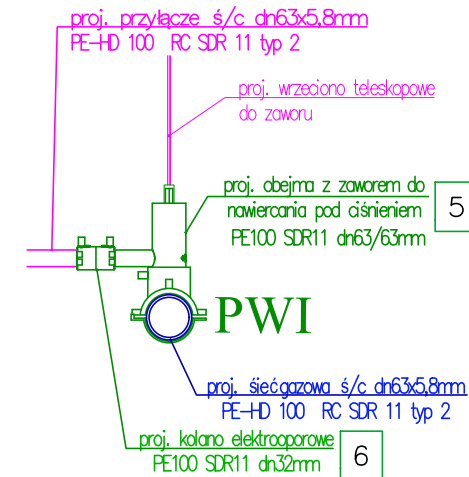 proj. przyłącze ś/c dn63x5,8mm
PE-HD 100 RC SDR 11 typ 2
proj. wrzeciono teleskopowe
do zaworu
proj. obejma z zaworem do
nawiercania pod ciśnieniem
PE100 SDR11 dn63/63mm
5
PWI
proj. siećgazowa ś/c dn63x5,8mm
PE-HD 100 RC SDR 11 typ 2
proj. kolano elektrooporowe
PE100 SDR11 dn32mm
6